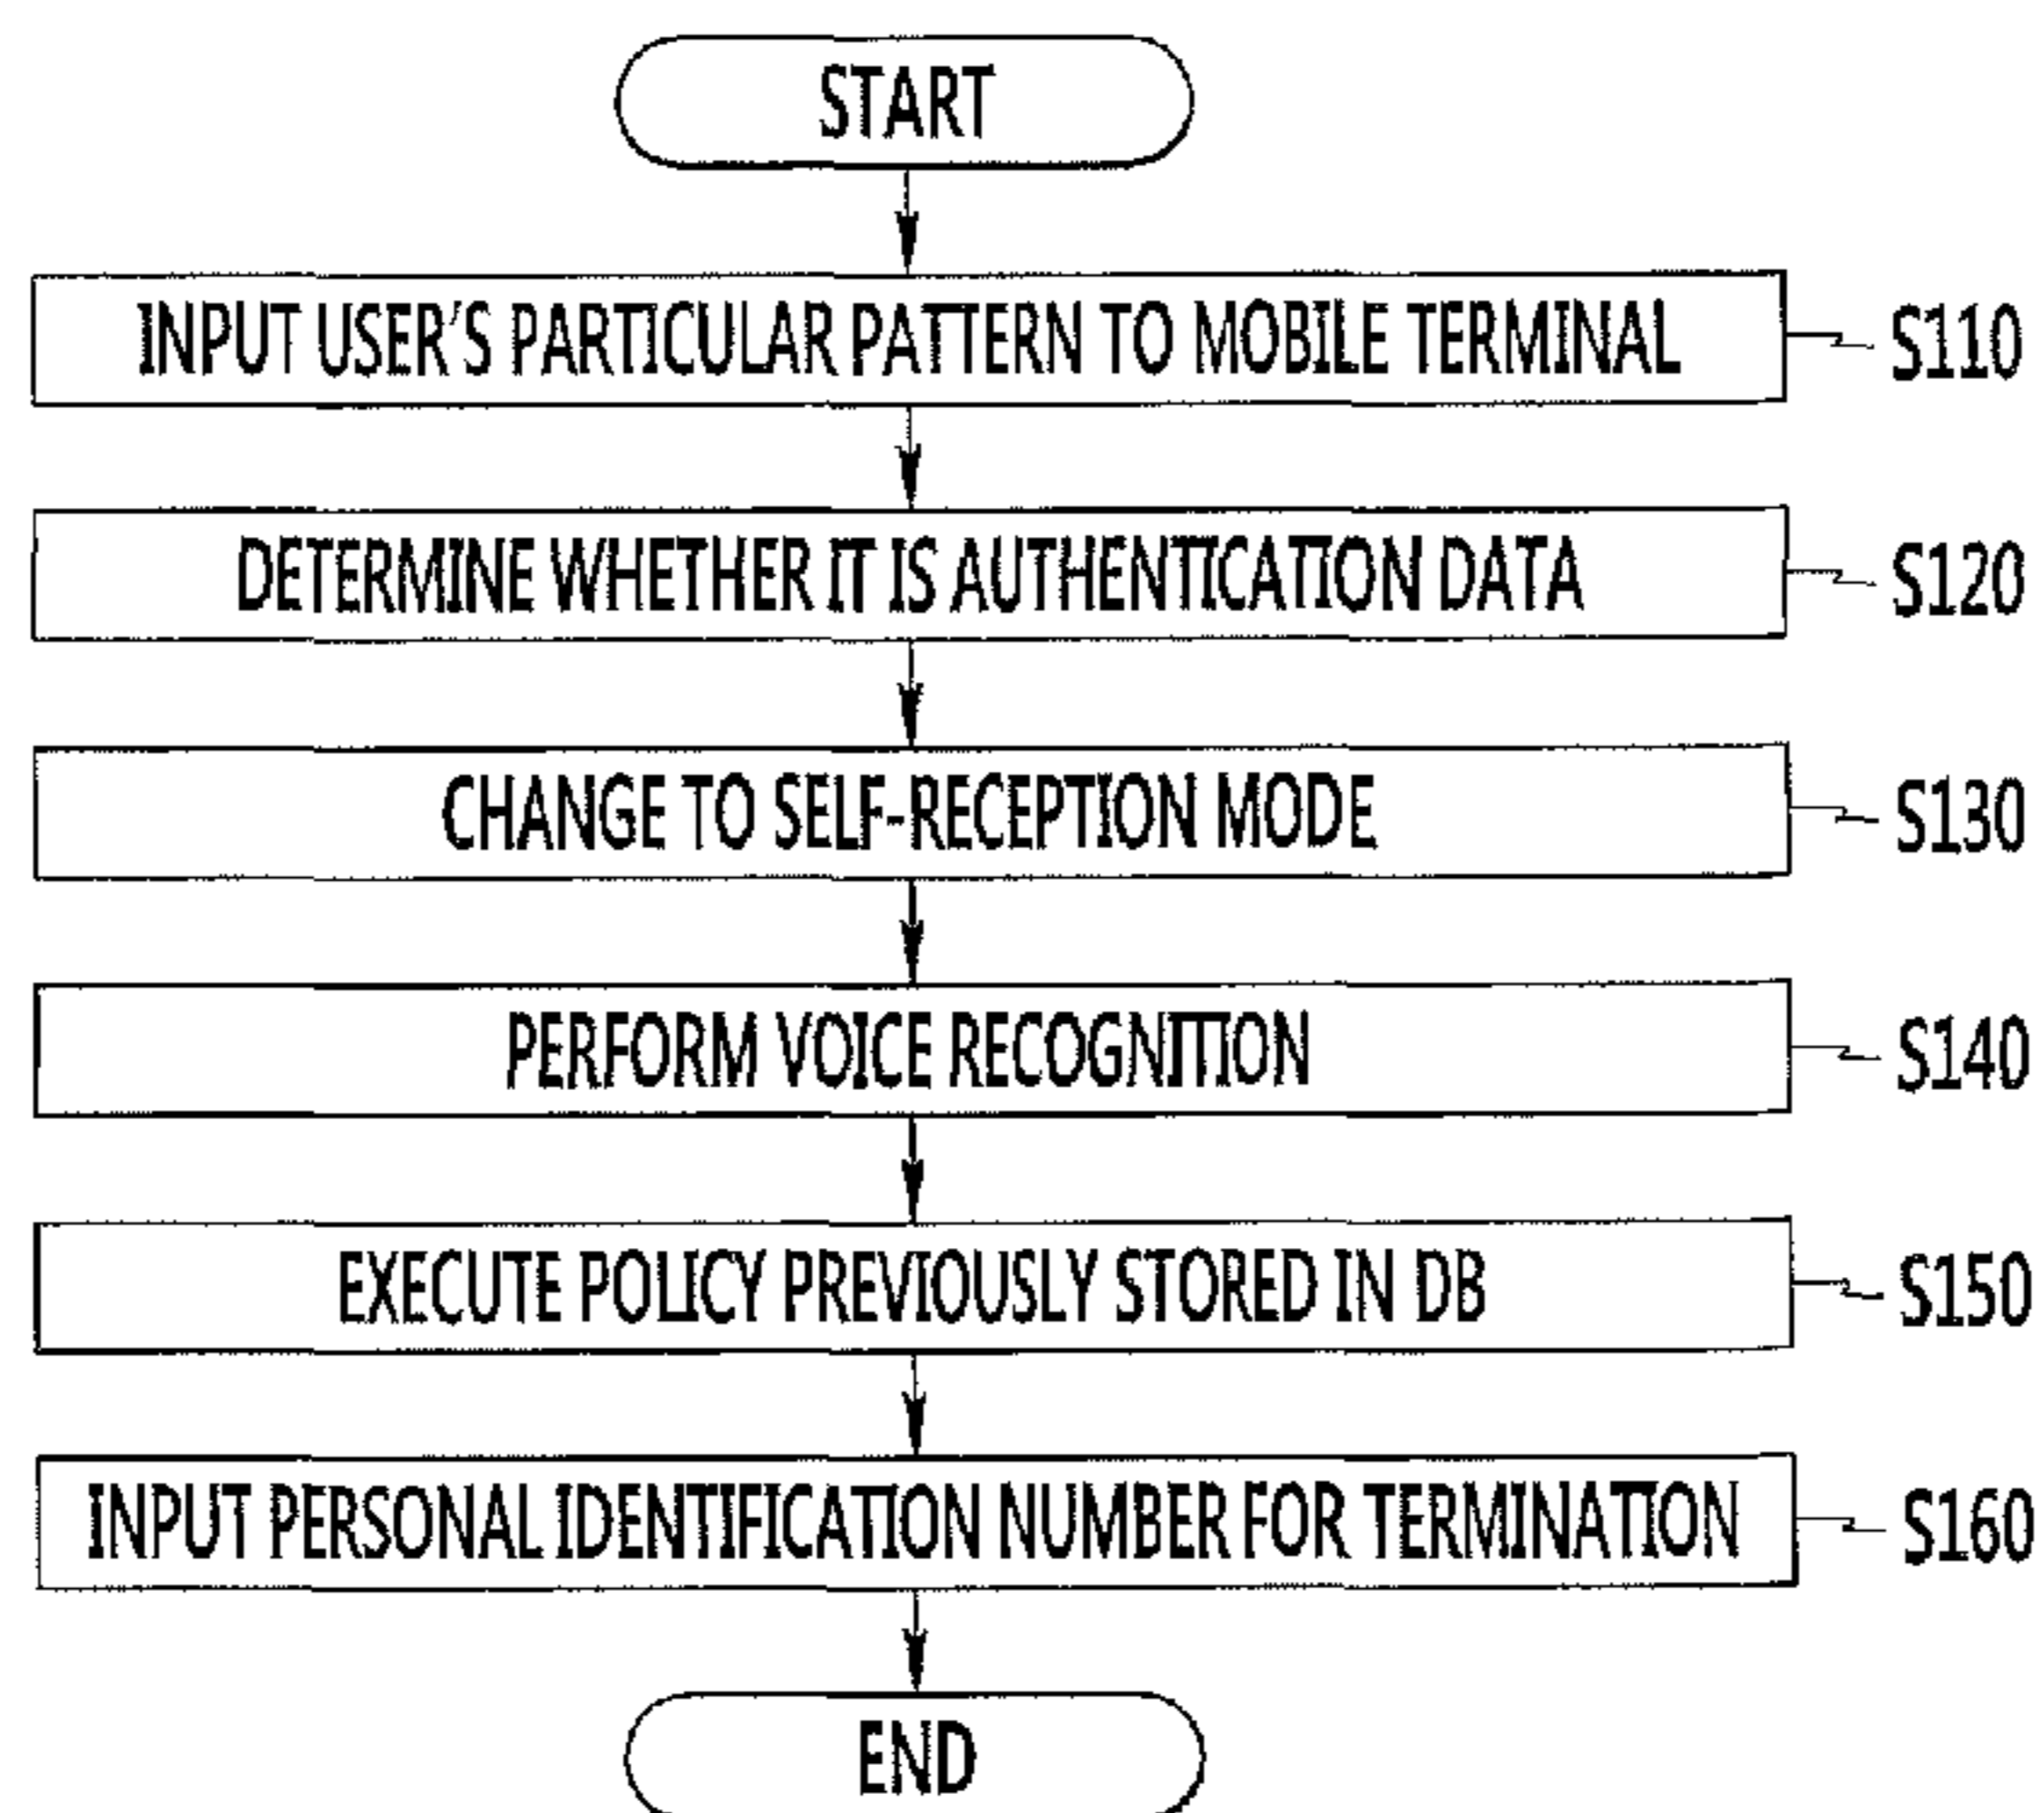 START
INPUT USER'S PARTICULAR PATTERN TO MOBILE TERMINAL
S110
DETERMINE WHETHER IT IS AUTHENTICATION DATA
S120
CHANGE TO SELF-RECEPTION MODE
S130
PERFORM VOICE RECOGNITION
S140
EXECUTE POLICY PREVIOUSLY STORED IN DB
S150
INPUT PERSONAL IDENTIFICATION NUMBER FOR TERMINATION
S160
END